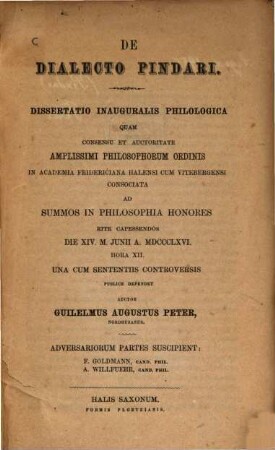 DE
DIALECTO PINDARI.
DISSERTATIO INAUGURALIS PHILOLOGICA
QUAM
CONSENSU ET AUCTORITATE
AMPLISSIMI PHILOSOPHORUM ORDINIS
IN ACADEMIA FRIDERICIANA HALENSI CUM VITEBERGENSI
CONSOCIATA
AD
SUMMOS IN PHILOSOPHIA HONORES
RITE CAPESSENDOS
DIE XIV. M. JUNII A. MDCCCLXVI.
HORA XII.
UNA CUM SENTENTIIS CONTROVERSIS
PUBLICE DEFENDET
AUCTOR
GUILELMUS AUGUSTUS PETER,
ADVERSARIORUM PARTES SUSCIPIENT:
F. GOLDMANN, CAND. PHIL.
A. WILLFUEHR, CAND. PHIL.
HALIS SAXONUM.
FORMIS PLOETZIANIS.